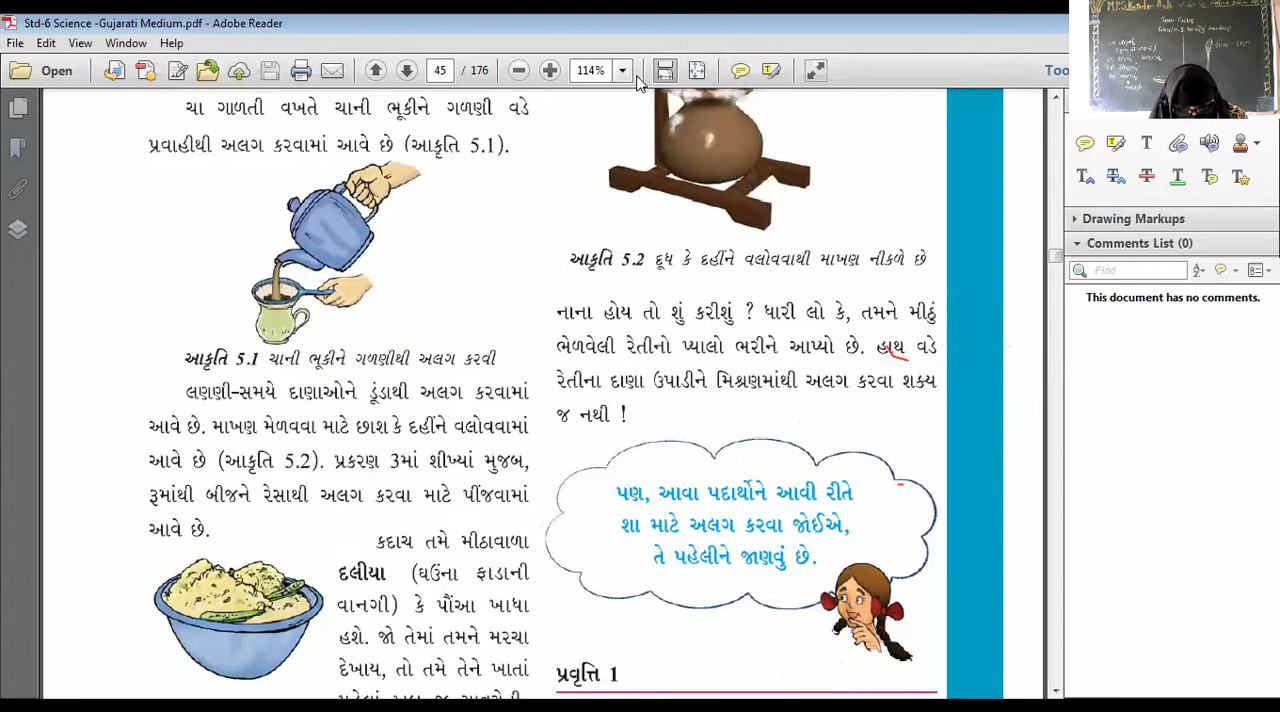 Std-6 Science -Gujarati Medium.pdf - Adobe Reader
File Edit View Window Help
Open 45 / 176 114% Too
ચા ગાળતી વખતે ચાની ભૂકીને ગળણી વડે
પ્રવાહીથી અલગ કરવામાં આવે છે (આકૃતિ 5.1).
આકૃતિ 5.1 ચાની ભૂકીને ગળણીથી અલગ કરવી
લણણી-સમયે દાણાઓને ડૂંડાથી અલગ કરવામાં
આવે છે. માખણ મેળવવા માટે છાશ કે દહીંને વલોવવામાં
આવે છે (આકૃતિ 5.2). પ્રકરણ 3માં શીખ્યાં મુજબ,
રૂમાંથી બીજને રેસાથી અલગ કરવા માટે પીંજવામાં
આવે છે.
કદાચ તમે મીઠાવાળા
દલીયા (ઘઉંના ફાડાની
વાનગી) કે પૌંઆ ખાધા
હશે. જો તેમાં તમને મરચા
દેખાય, તો તમે તેને ખાતાં
આકૃતિ 5.2 દૂધ કે દહીંને વલોવવાથી માખણ નીકળે છે
નાના હોય તો શું કરીશું ? ધારી લો કે, તમને મીઠું
ભેળવેલી રેતીનો પ્યાલો ભરીને આપ્યો છે. હાથ વડે
રેતીના દાણા ઉપાડીને મિશ્રણમાંથી અલગ કરવા શક્ય
જ નથી !
પણ, આવા પદાર્થોને આવી રીતે
શા માટે અલગ કરવા જોઈએ,
તે પહેલીને જાણવું છે.
પ્રવૃત્તિ 1
Drawing Markups
Comments List (0)
Find
This document has no comments.